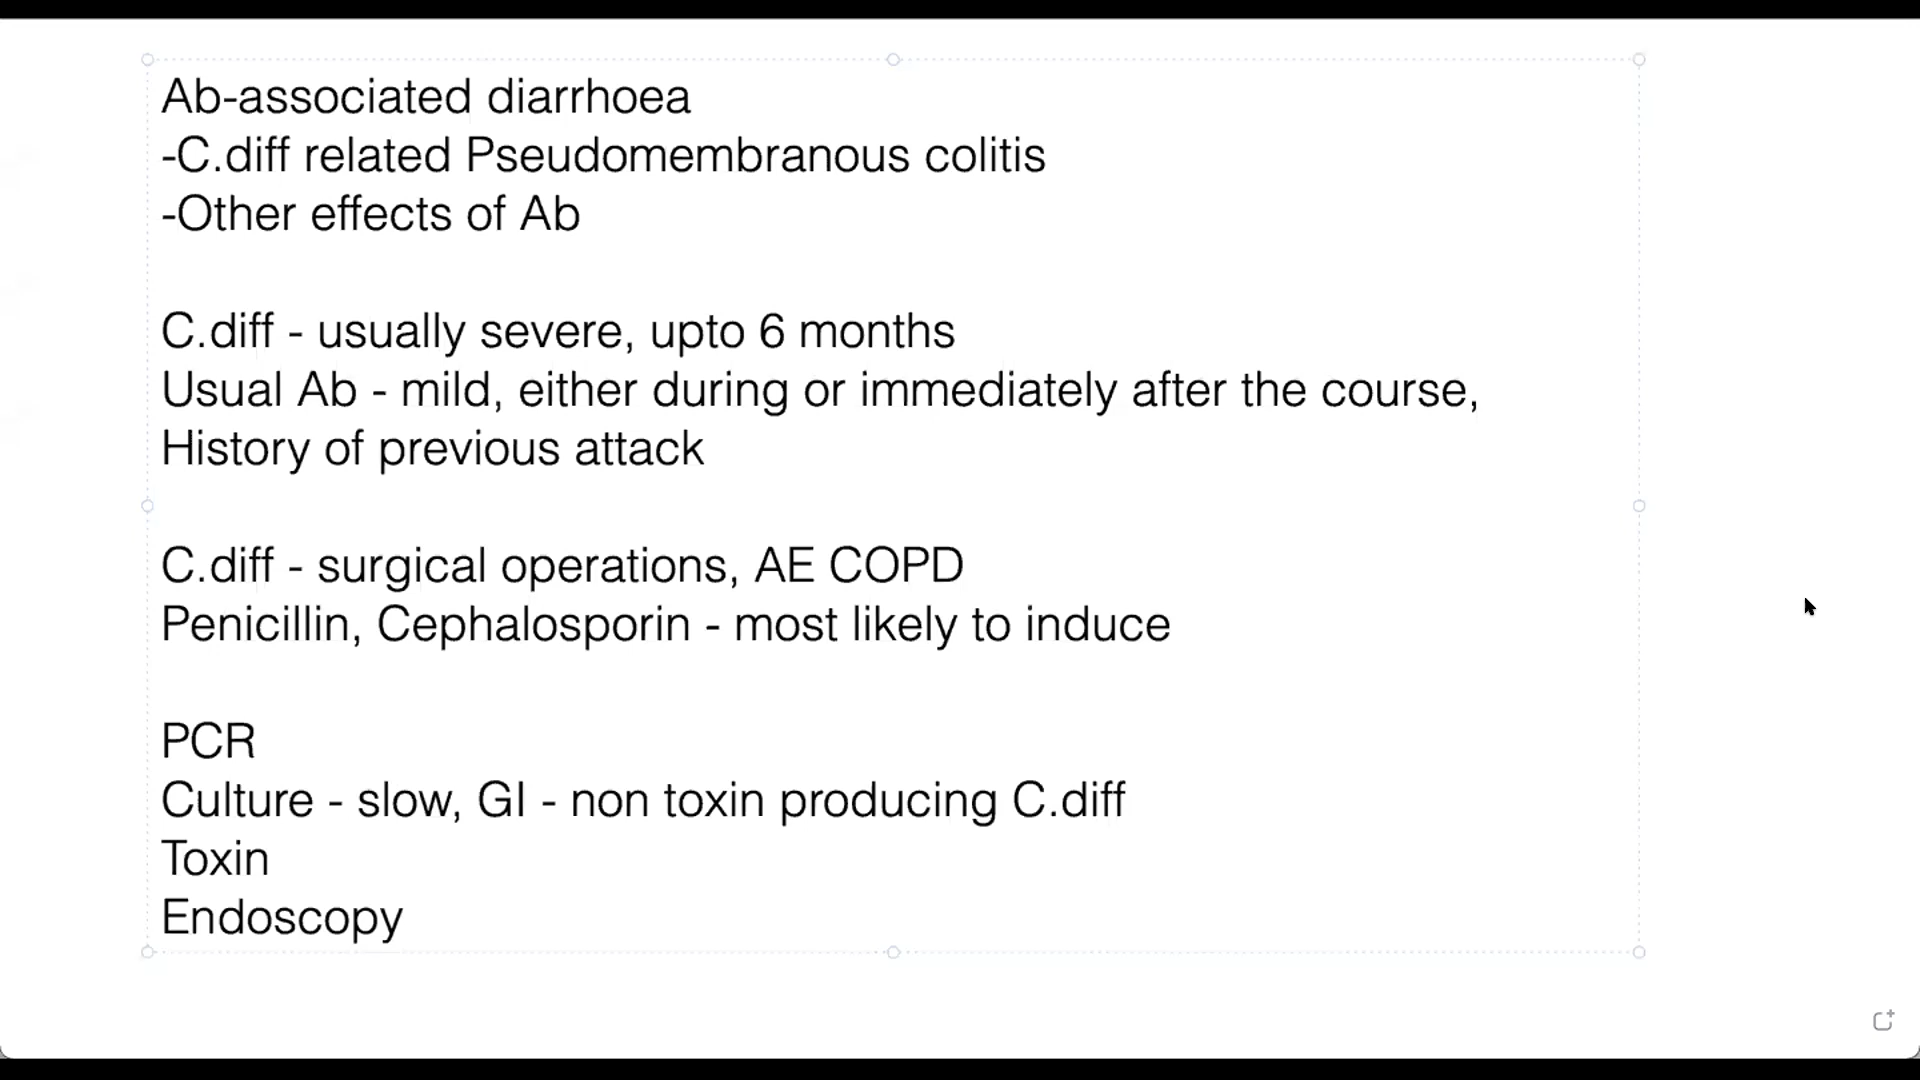 Ab-associated diarrhoea
-C.diff related Pseudomembranous colitis
-Other effects of Ab
C.diff - usually severe, upto 6 months
Usual Ab - mild, either during or immediately after the course,
History of previous attack
C.diff - surgical operations, AE COPD
Penicillin, Cephalosporin - most likely to induce
PCR
Culture - slow, GI - non toxin producing C.diff
Toxin
Endoscopy